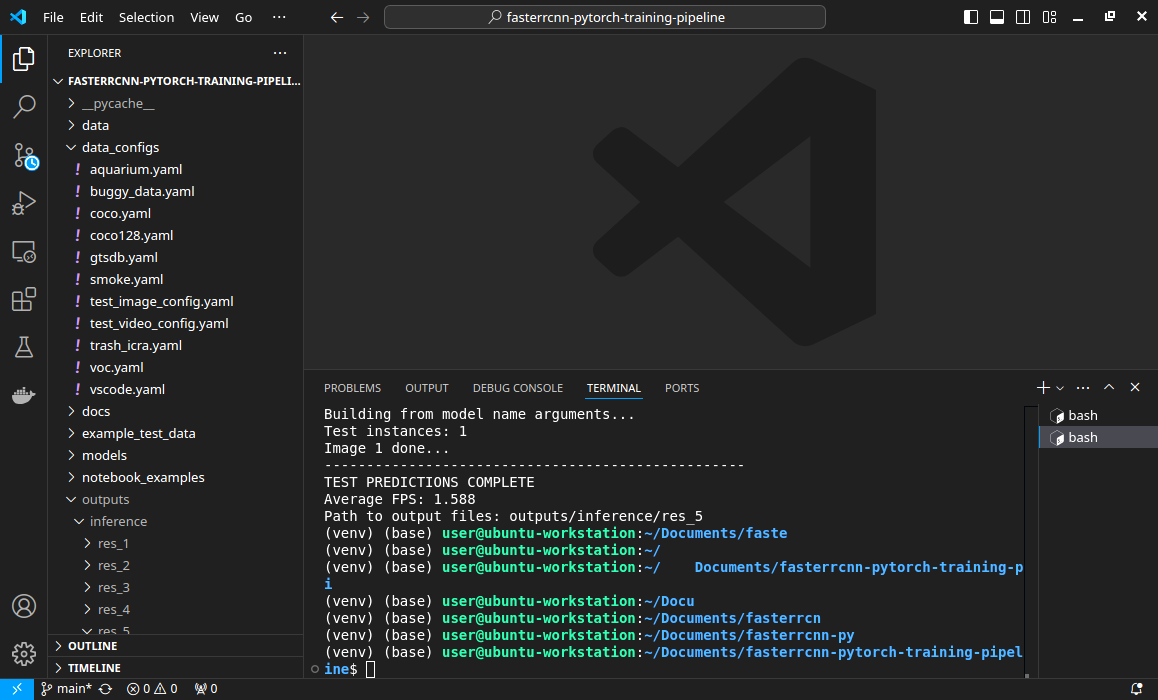 File Edit Selection View Go ···
fasterrcnn-pytorch-training-pipeline
EXPLORER
FASTERRCNN-PYTORCH-TRAINING-PIPELI...
__pycache__
data
data_configs
! aquarium.yaml
! buggy_data.yaml
! coco.yaml
! coco128.yaml
! gtsdb.yaml
! smoke.yaml
! test_image_config.yaml
! test_video_config.yaml
! trash_icra.yaml
! voc.yaml
! vscode.yaml
docs
example_test_data
models
notebook_examples
outputs
inference
res_1
res_2
res_3
res_4
res_5
OUTLINE
TIMELINE
PROBLEMS OUTPUT DEBUG CONSOLE TERMINAL PORTS
Building from model name arguments...
Test instances: 1
Image 1 done...
--------------------------------------------------
TEST PREDICTIONS COMPLETE
Average FPS: 1.588
Path to output files: outputs/inference/res_5
(venv) (base) user@ubuntu-workstation:~/Documents/faste
(venv) (base) user@ubuntu-workstation:~/
(venv) (base) user@ubuntu-workstation:~/    Documents/fasterrcnn-pytorch-training-p
i
(venv) (base) user@ubuntu-workstation:~/Docu
(venv) (base) user@ubuntu-workstation:~/Documents/fasterrcn
(venv) (base) user@ubuntu-workstation:~/Documents/fasterrcnn-py
(venv) (base) user@ubuntu-workstation:~/Documents/fasterrcnn-pytorch-training-pipel
ine$
bash
bash
main* 0 0 0